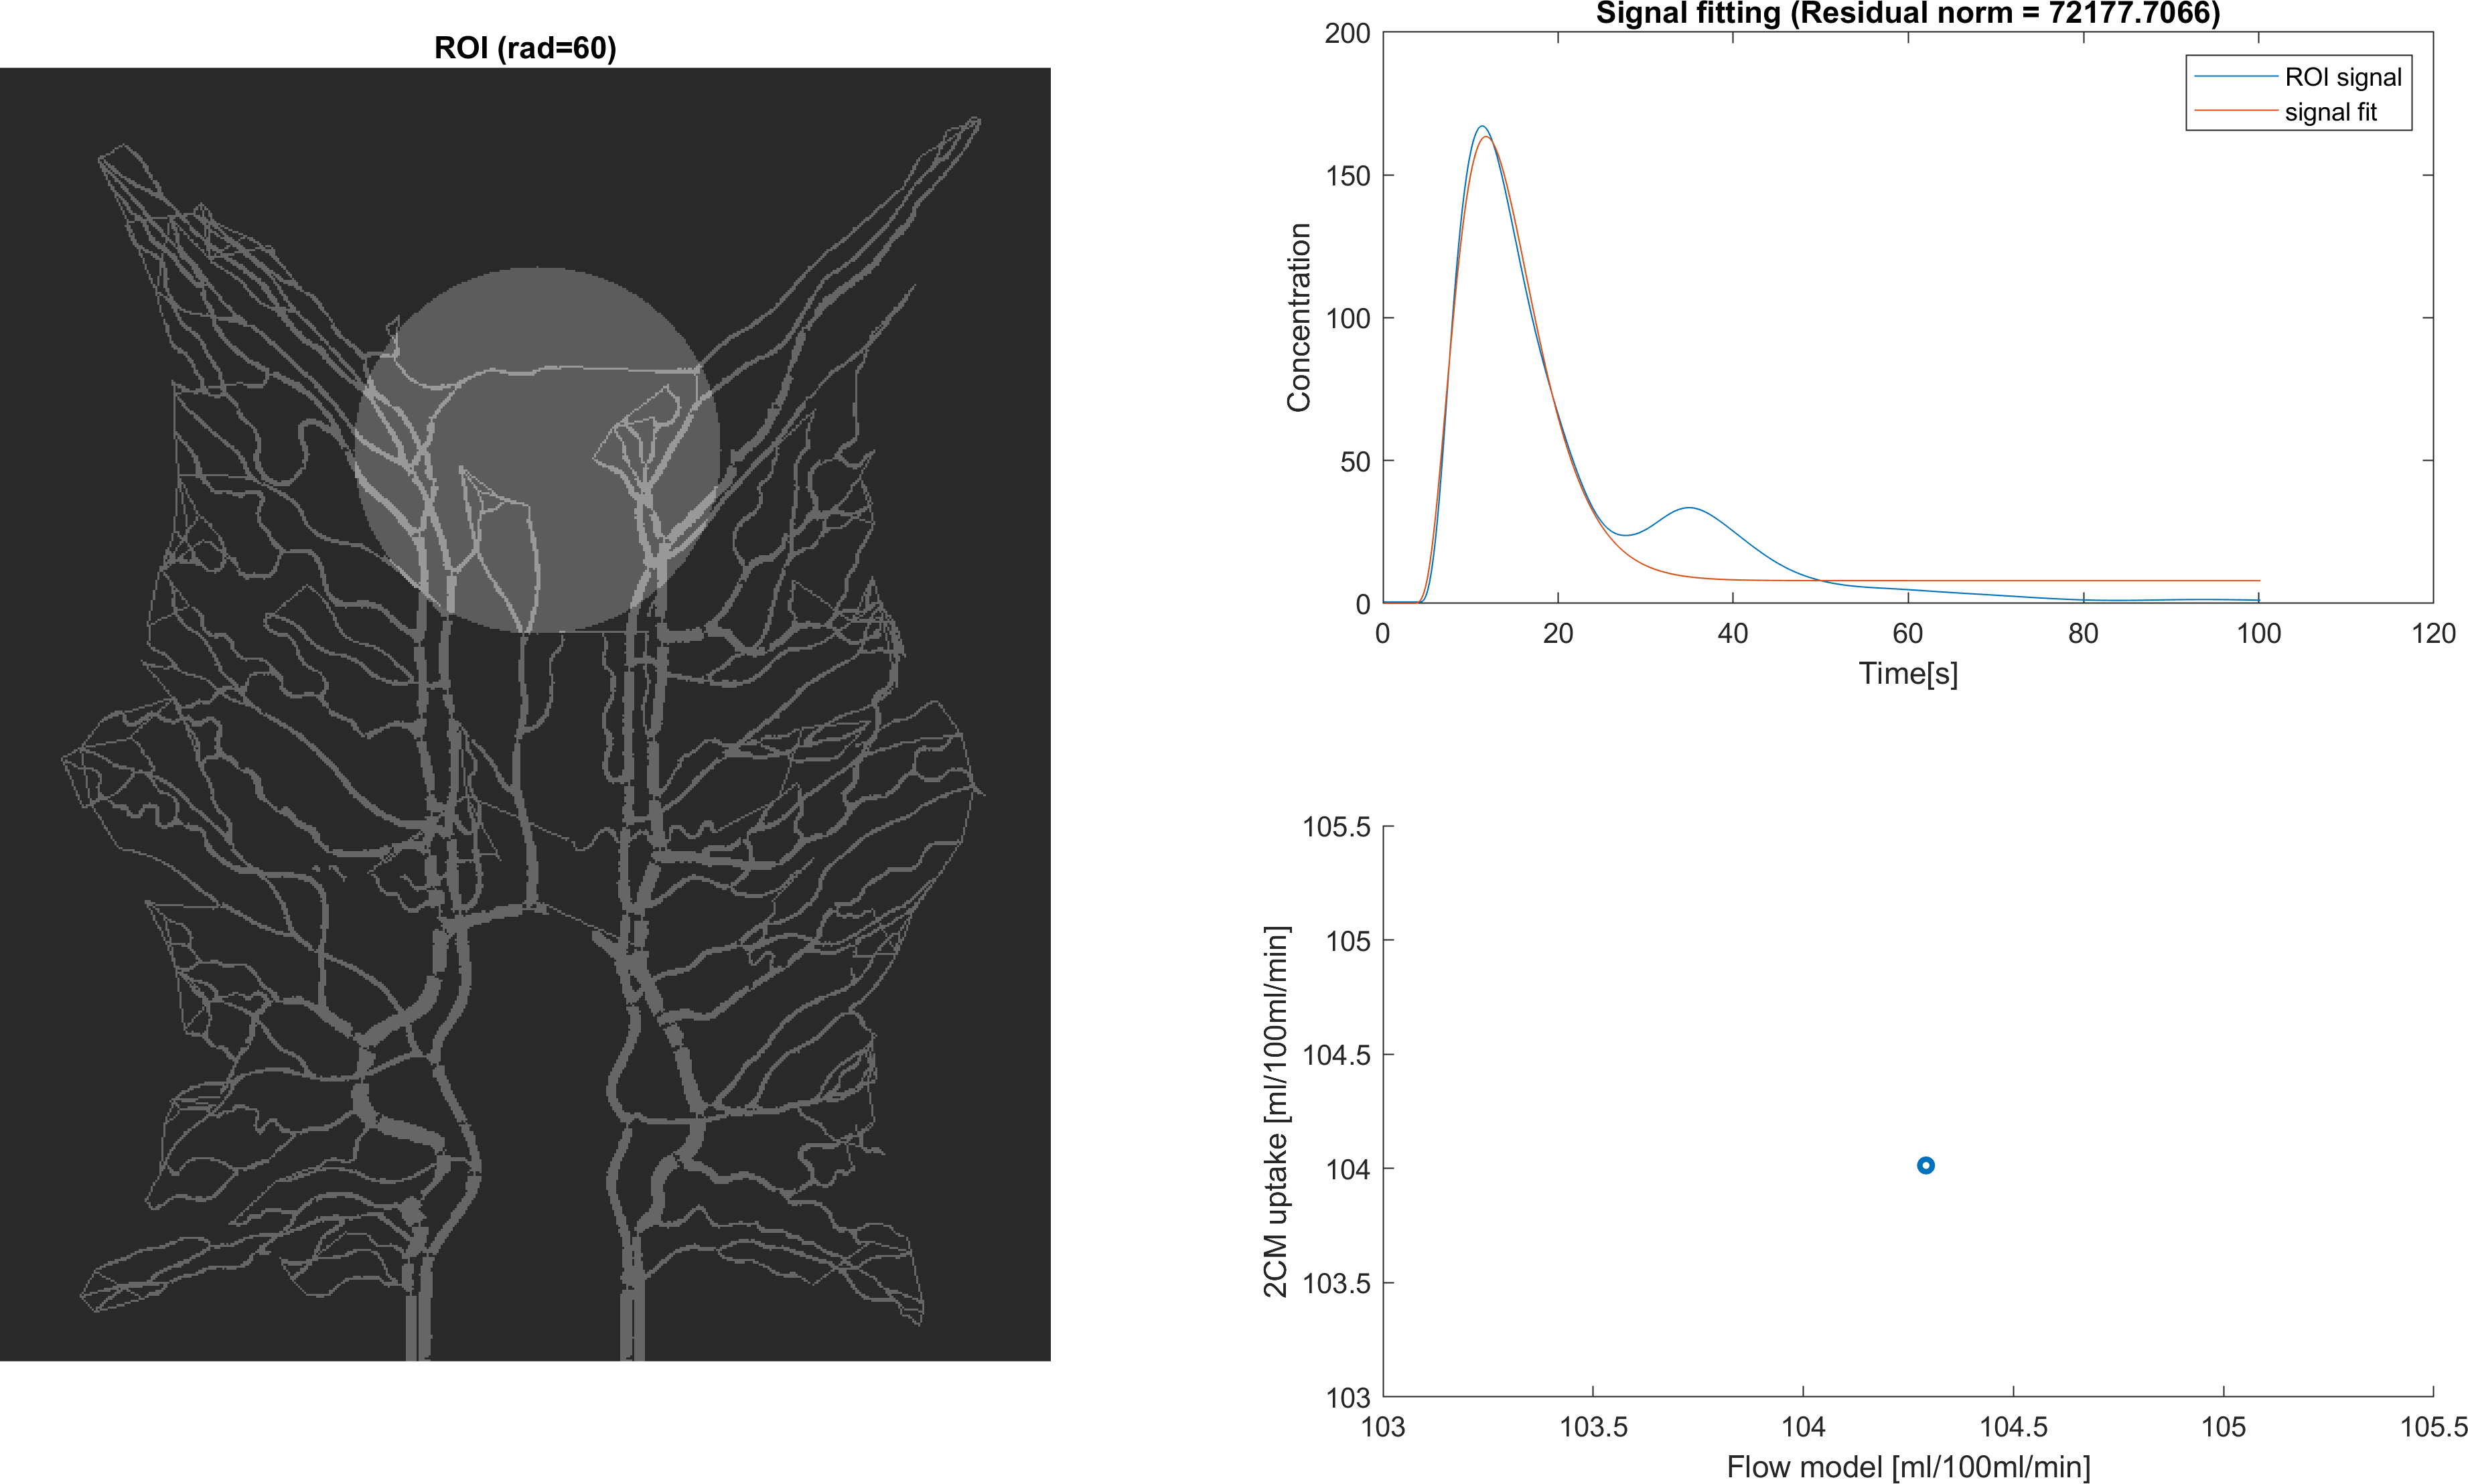 ROI (rad=60)
Signal fitting (Residual norm = 72177.7066)
200
150
100
50
0
Concentration
ROI signal
signal fit
0 20 40 60 80 100 120
Time[s]
105.5
105
104.5
104
103.5
103
2CM uptake [ml/100ml/min]
103 103.5 104 104.5 105 105.5
Flow model [ml/100ml/min]